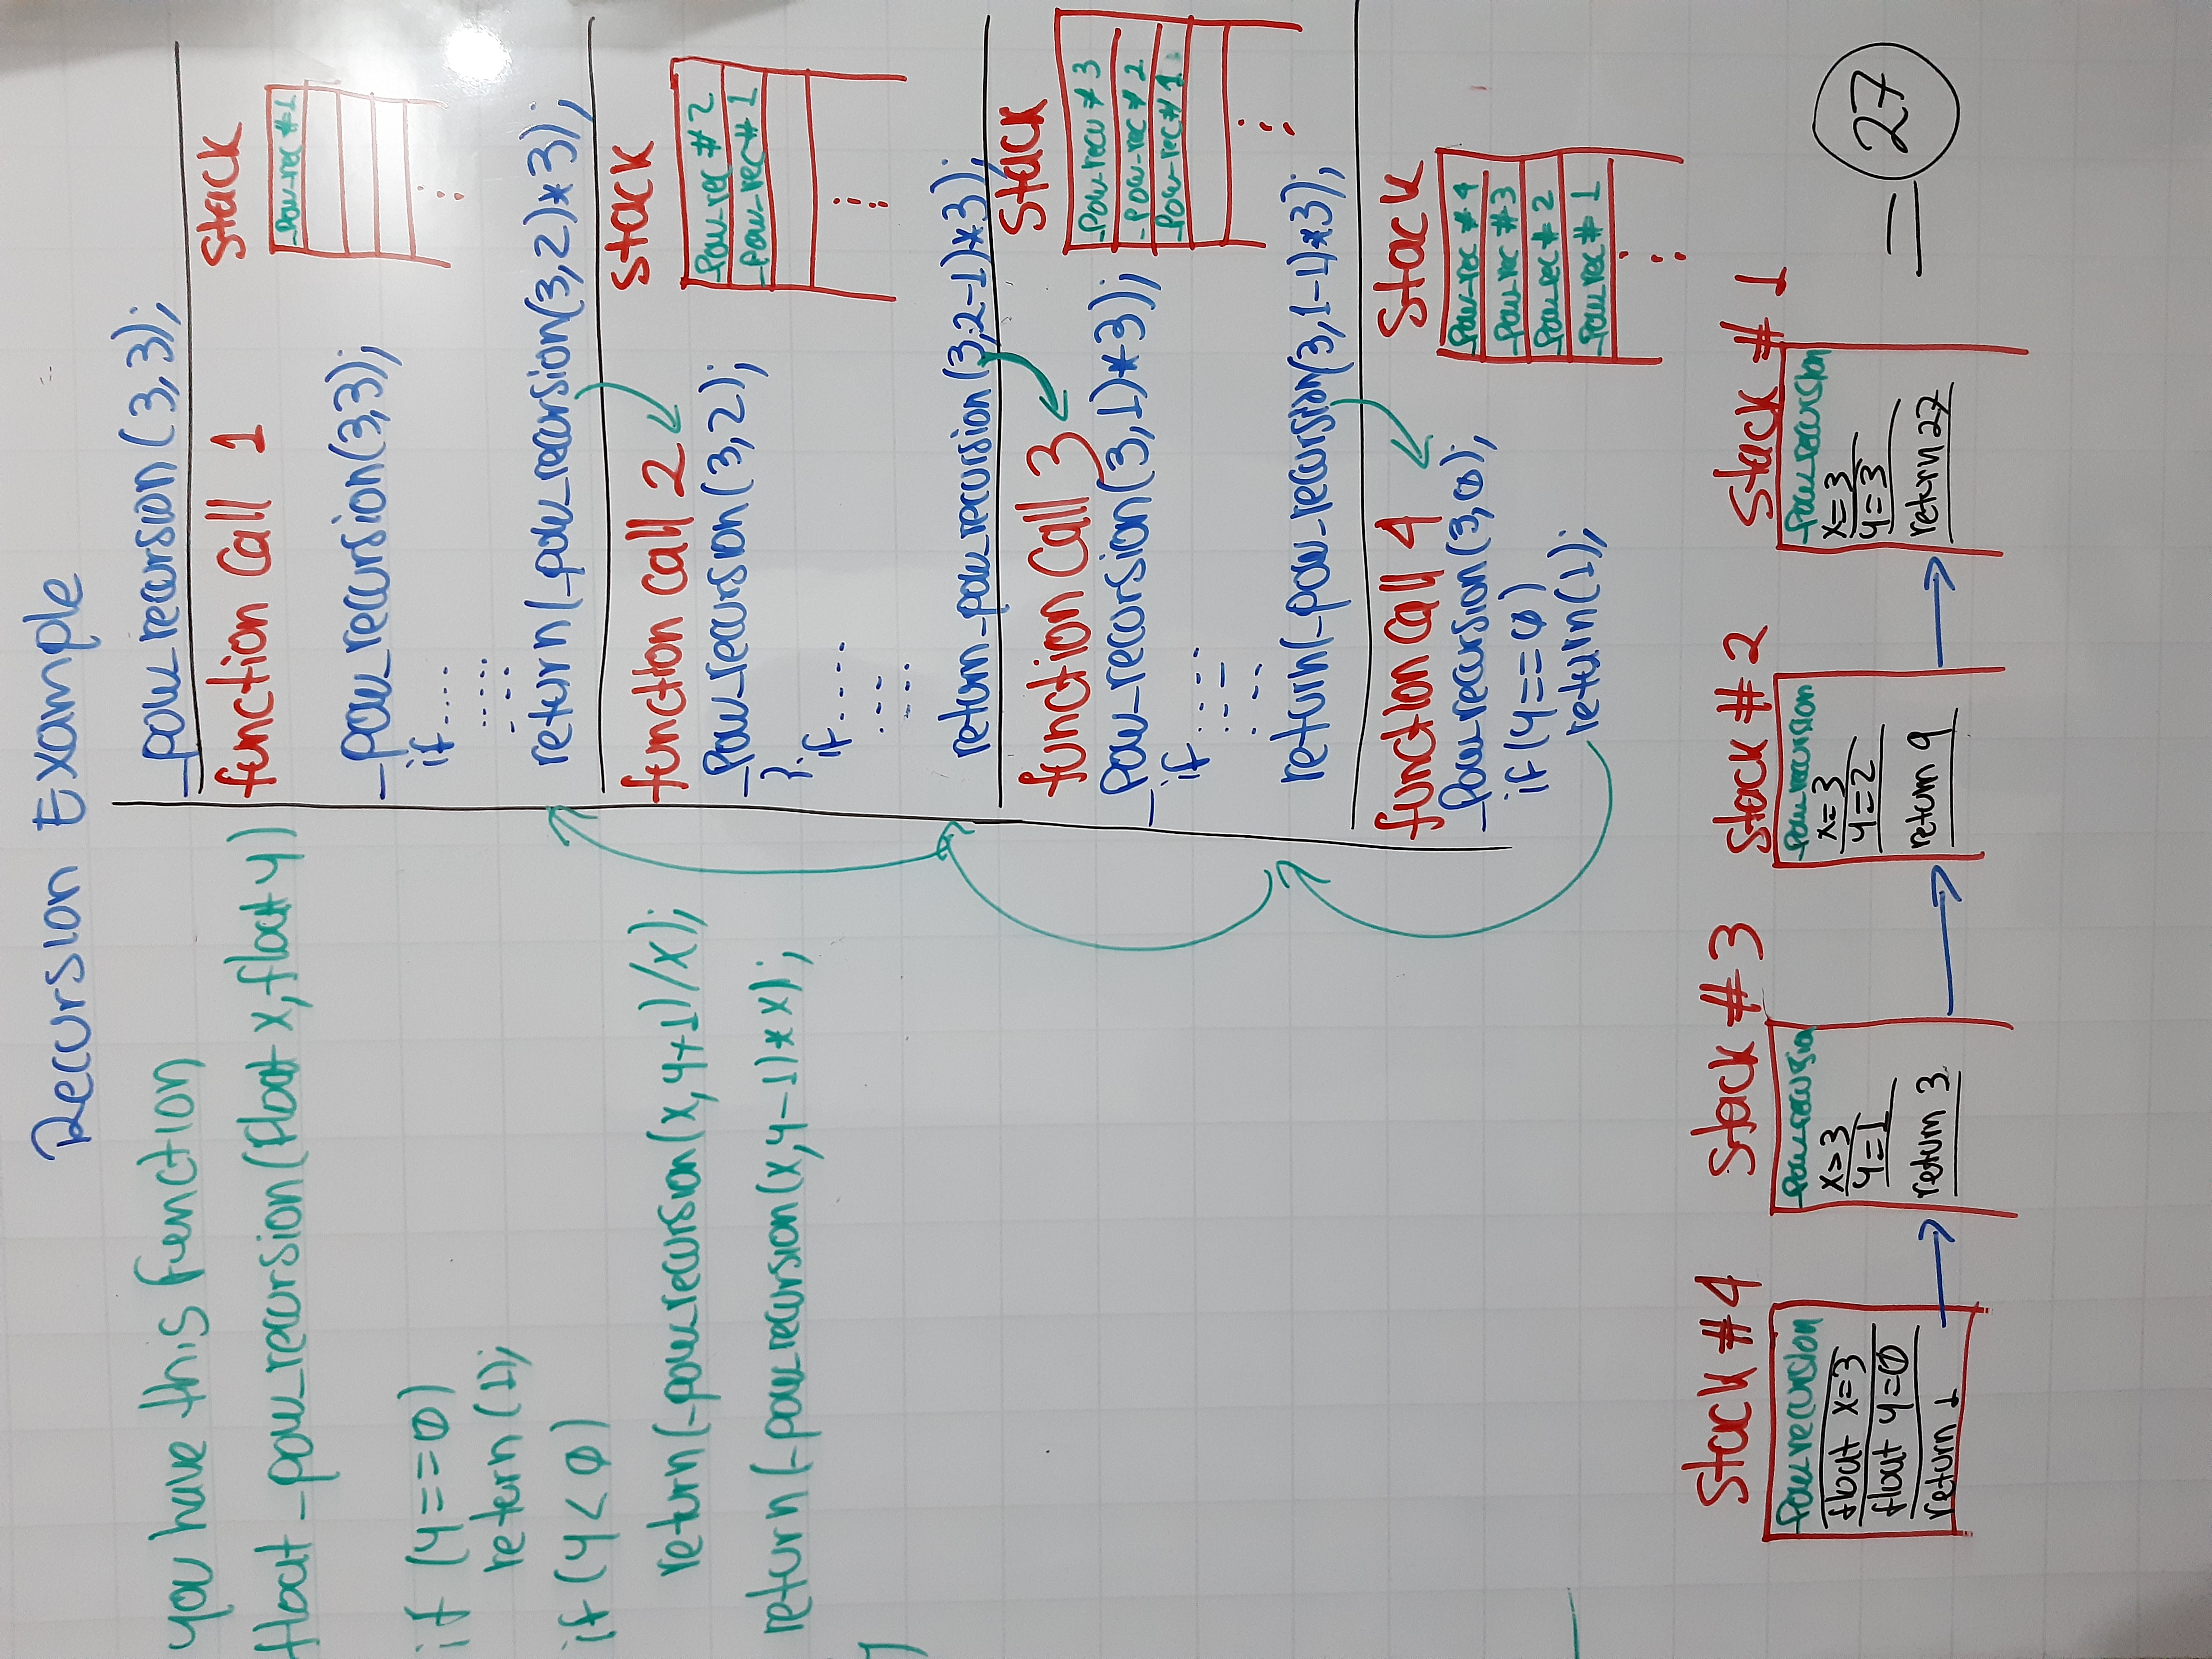 Recursion Example
you have this function
float _pow_recursion(float x, float y)
if (y==0)
return (1);
if (y<0)
return(_pow_recursion(x, y+1)/x);
return (_pow_recursion(x, y-1)*x);
}
_pow_recursion (3,3);
function Call 1
stack
_pow_rec #1
_pow_recursion(3,3);
if....
.....
...
return(_pow_recursion(3,2)*3);
function call 2
stack
_pow_rec # 2
_pow_rec # 1
_pow_recursion (3,2);
}.
if....
...
...
return_pow_recursion (3,2-1)*3);
function Call 3
stack
_pow_recu # 3
_pow_rec # 2
_pow_rec # 1
_pow_recursion(3,1)*3);
if....
...
...
return(_pow_recursion(3,1-1)*3);
function call 4
Stack
_pow_rec # 4
_pow_rec #3
_pow_rec # 2
_pow_rec # 1
_pow_recursion(3,0);
if(y==0)
return(1);
Stack #4
_pow_recursion
float x=3
float y=0
return 1
Stack # 3
_pow_recursion
x=3
y=1
return 3
Stack # 2
_pow_recursion
x=3
y=2
return 9
Stack # 1
_pow_recursion
x=3
y=3
return 27
= 27